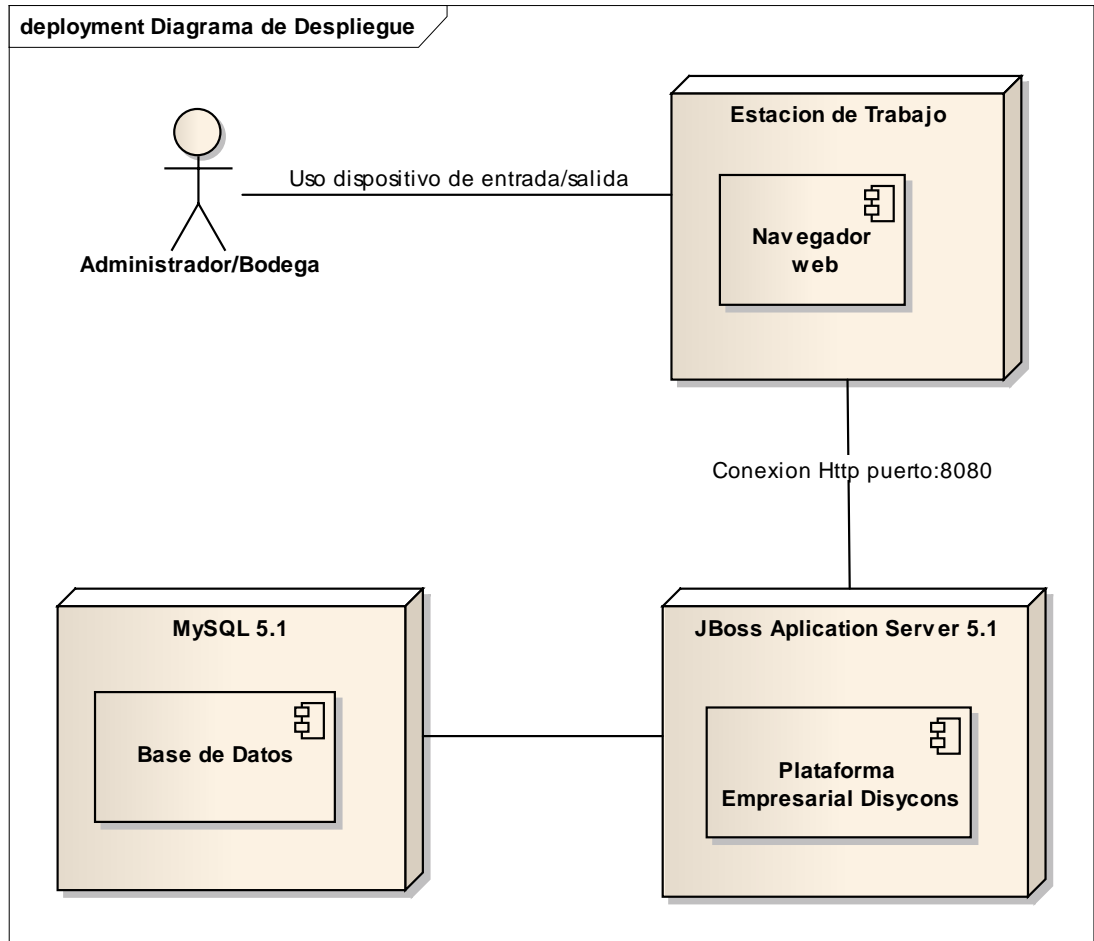 deployment Diagrama de Despliegue
Estacion de Trabajo
Uso dispositivo de entrada/salida
Navegador
web
Administrador/Bodega
Conexion Http puerto:8080
MySQL 5.1
JBoss Aplication Server 5.1
Base de Datos
Plataforma
Empresarial Disycons